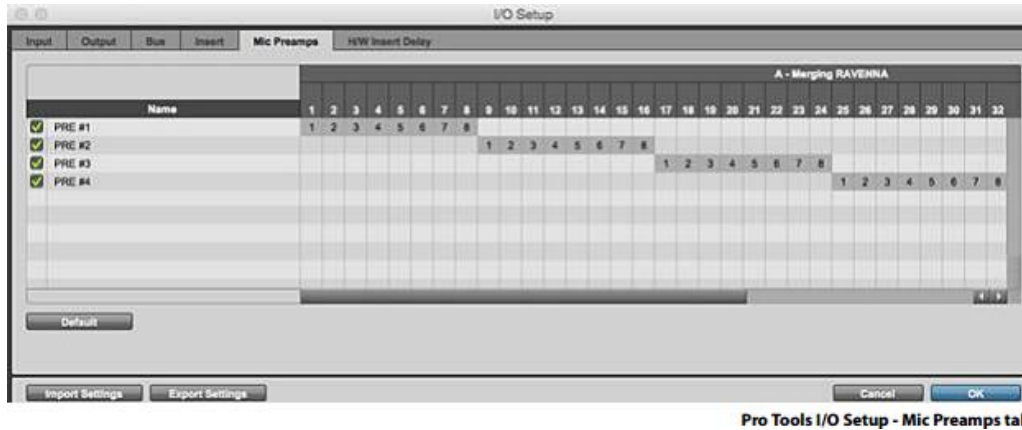 I/O Setup
Input Output Bus Insert Mic Preamps H/W Insert Delay
A - Merging RAVENNA
Name 1 2 3 4 5 6 7 8 9 10 11 12 13 14 15 16 17 18 19 20 21 22 23 24 25 26 27 28 29 30 31 32
PRE #1 1 2 3 4 5 6 7 8
PRE #2 1 2 3 4 5 6 7 8
PRE #3 1 2 3 4 5 6 7 8
PRE #4 1 2 3 4 5 6 7 8
Default
Import Settings Export Settings Cancel OK
Pro Tools I/O Setup - Mic Preamps ta